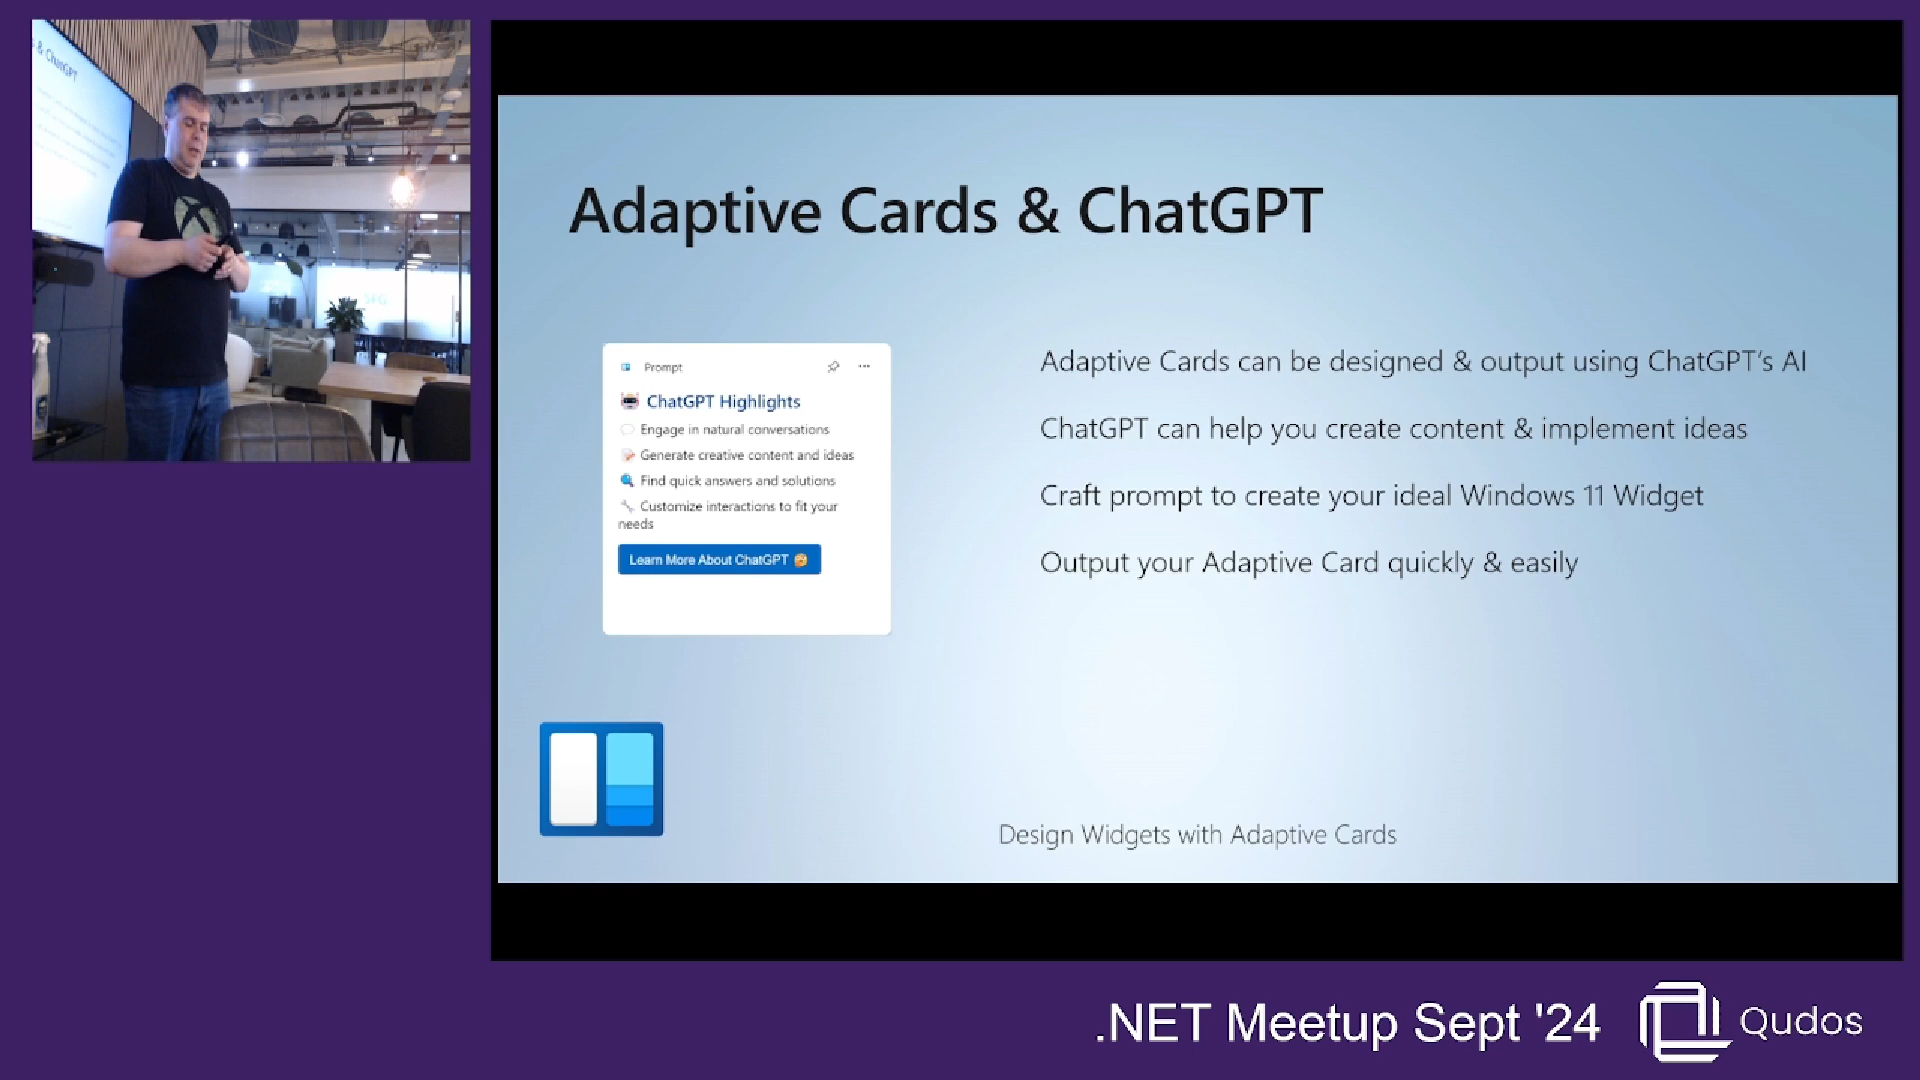 & ChatGPT
Adaptive Cards & ChatGPT
Prompt
ChatGPT Highlights
Engage in natural conversations
Generate creative content and ideas
Find quick answers and solutions
Customize interactions to fit your
needs
Learn More About ChatGPT
Adaptive Cards can be designed & output using ChatGPT's AI
ChatGPT can help you create content & implement ideas
Craft prompt to create your ideal Windows 11 Widget
Output your Adaptive Card quickly & easily
Design Widgets with Adaptive Cards
.NET Meetup Sept '24
Qudos